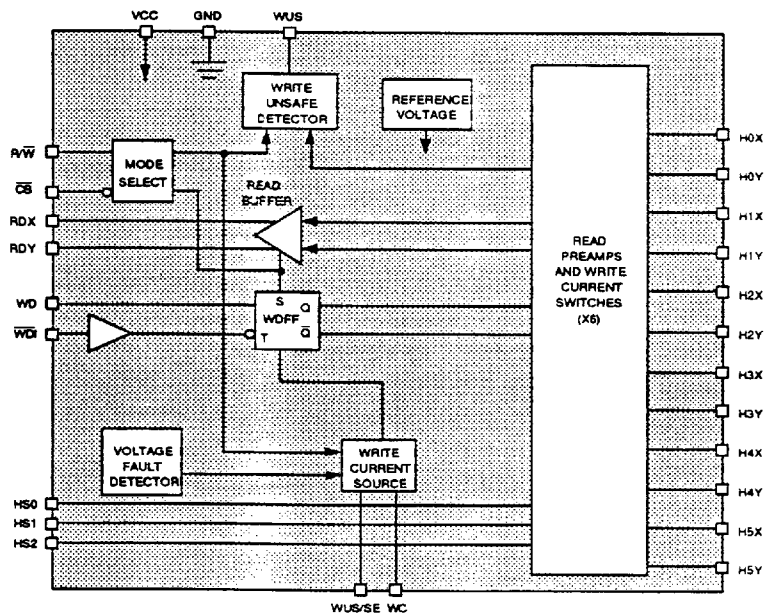 VCC GND WUS
WRITE
UNSAFE
DETECTOR
REFERENCE
VOLTAGE
R/W̅
C̅S̅
RDX
RDY
WD
W̅D̅I̅
MODE
SELECT
READ
BUFFER
S
Q
WDFF
T
Q̅
READ
PREAMPS
AND WRITE
CURRENT
SWITCHES
(X6)
H0X
H0Y
H1X
H1Y
H2X
H2Y
H3X
H3Y
H4X
H4Y
H5X
H5Y
VOLTAGE
FAULT
DETECTOR
WRITE
CURRENT
SOURCE
HS0
HS1
HS2
WUS/SE WC